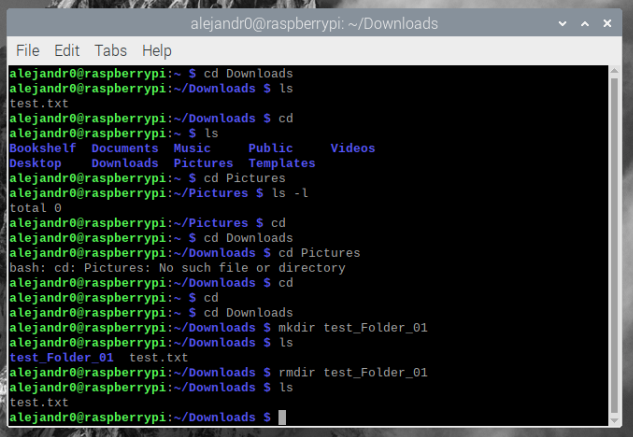 alejandr0@raspberrypi: ~/Downloads
File Edit Tabs Help
alejandr0@raspberrypi:~ $ cd Downloads
alejandr0@raspberrypi:~/Downloads $ ls
test.txt
alejandr0@raspberrypi:~/Downloads $ cd
alejandr0@raspberrypi:~ $ ls
Bookshelf  Documents  Music     Public     Videos
Desktop    Downloads  Pictures  Templates
alejandr0@raspberrypi:~ $ cd Pictures
alejandr0@raspberrypi:~/Pictures $ ls -l
total 0
alejandr0@raspberrypi:~/Pictures $ cd
alejandr0@raspberrypi:~ $ cd Downloads
alejandr0@raspberrypi:~/Downloads $ cd Pictures
bash: cd: Pictures: No such file or directory
alejandr0@raspberrypi:~/Downloads $ cd
alejandr0@raspberrypi:~ $ cd
alejandr0@raspberrypi:~ $ cd Downloads
alejandr0@raspberrypi:~/Downloads $ mkdir test_Folder_01
alejandr0@raspberrypi:~/Downloads $ ls
test_Folder_01  test.txt
alejandr0@raspberrypi:~/Downloads $ rmdir test_Folder_01
alejandr0@raspberrypi:~/Downloads $ ls
test.txt
alejandr0@raspberrypi:~/Downloads $